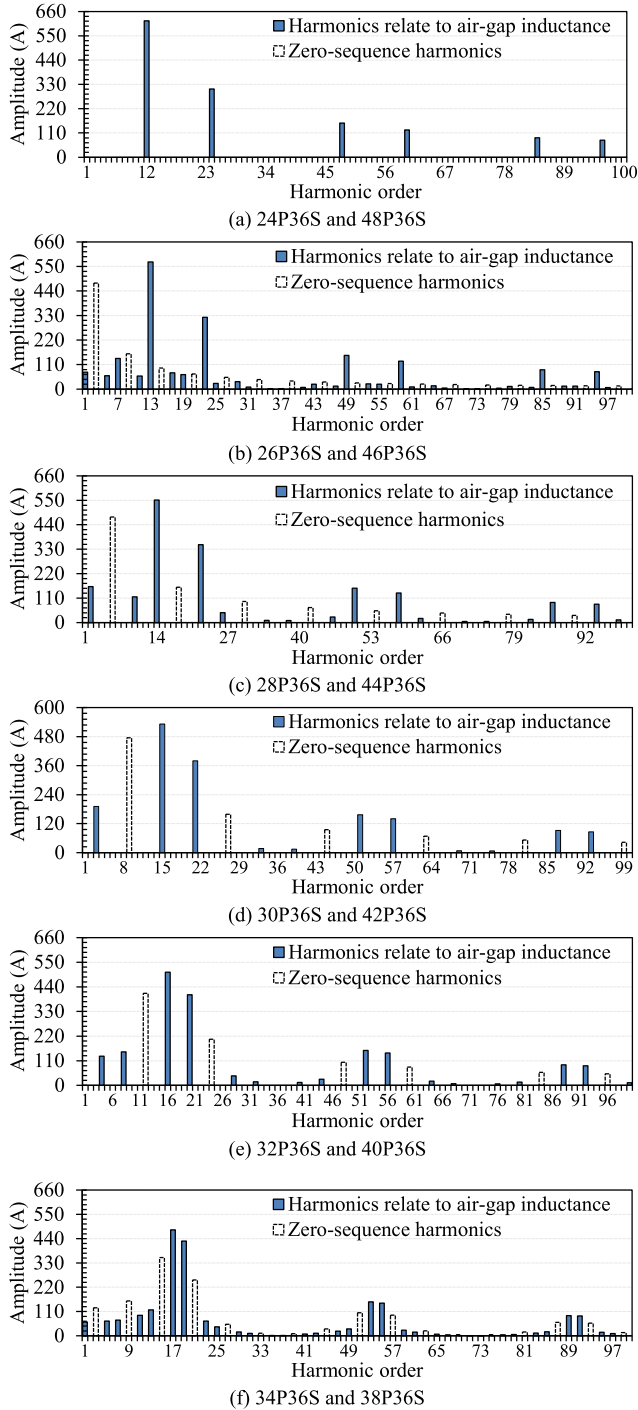 Amplitude (A)
660
550
440
330
220
110
0
Harmonics relate to air-gap inductance
Zero-sequence harmonics
1 12 23 34 45 56 67 78 89 100
Harmonic order
(a) 24P36S and 48P36S
Amplitude (A)
660
550
440
330
220
110
0
Harmonics relate to air-gap inductance
Zero-sequence harmonics
1 7 13 19 25 31 37 43 49 55 61 67 73 79 85 91 97
Harmonic order
(b) 26P36S and 46P36S
Amplitude (A)
660
550
440
330
220
110
0
Harmonics relate to air-gap inductance
Zero-sequence harmonics
1 14 27 40 53 66 79 92
Harmonic order
(c) 28P36S and 44P36S
Amplitude (A)
600
480
360
240
120
0
Harmonics relate to air-gap inductance
Zero-sequence harmonics
1 8 15 22 29 36 43 50 57 64 71 78 85 92 99
Harmonic order
(d) 30P36S and 42P36S
Amplitude (A)
660
550
440
330
220
110
0
Harmonics relate to air-gap inductance
Zero-sequence harmonics
1 6 11 16 21 26 31 36 41 46 51 56 61 66 71 76 81 86 91 96
Harmonic order
(e) 32P36S and 40P36S
Amplitude (A)
660
550
440
330
220
110
0
Harmonics relate to air-gap inductance
Zero-sequence harmonics
1 9 17 25 33 41 49 57 65 73 81 89 97
Harmonic order
(f) 34P36S and 38P36S